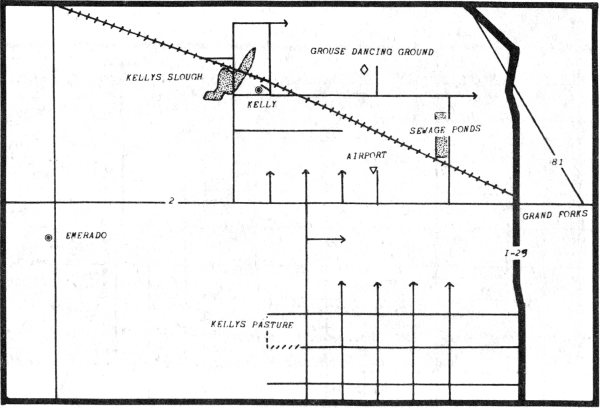 GROUSE DANCING GROUND
KELLYS SLOUGH
KELLY
SEWAGE PONDS
AIRPORT
81
2
GRAND FORKS
EMERADO
I-29
KELLYS PASTURE